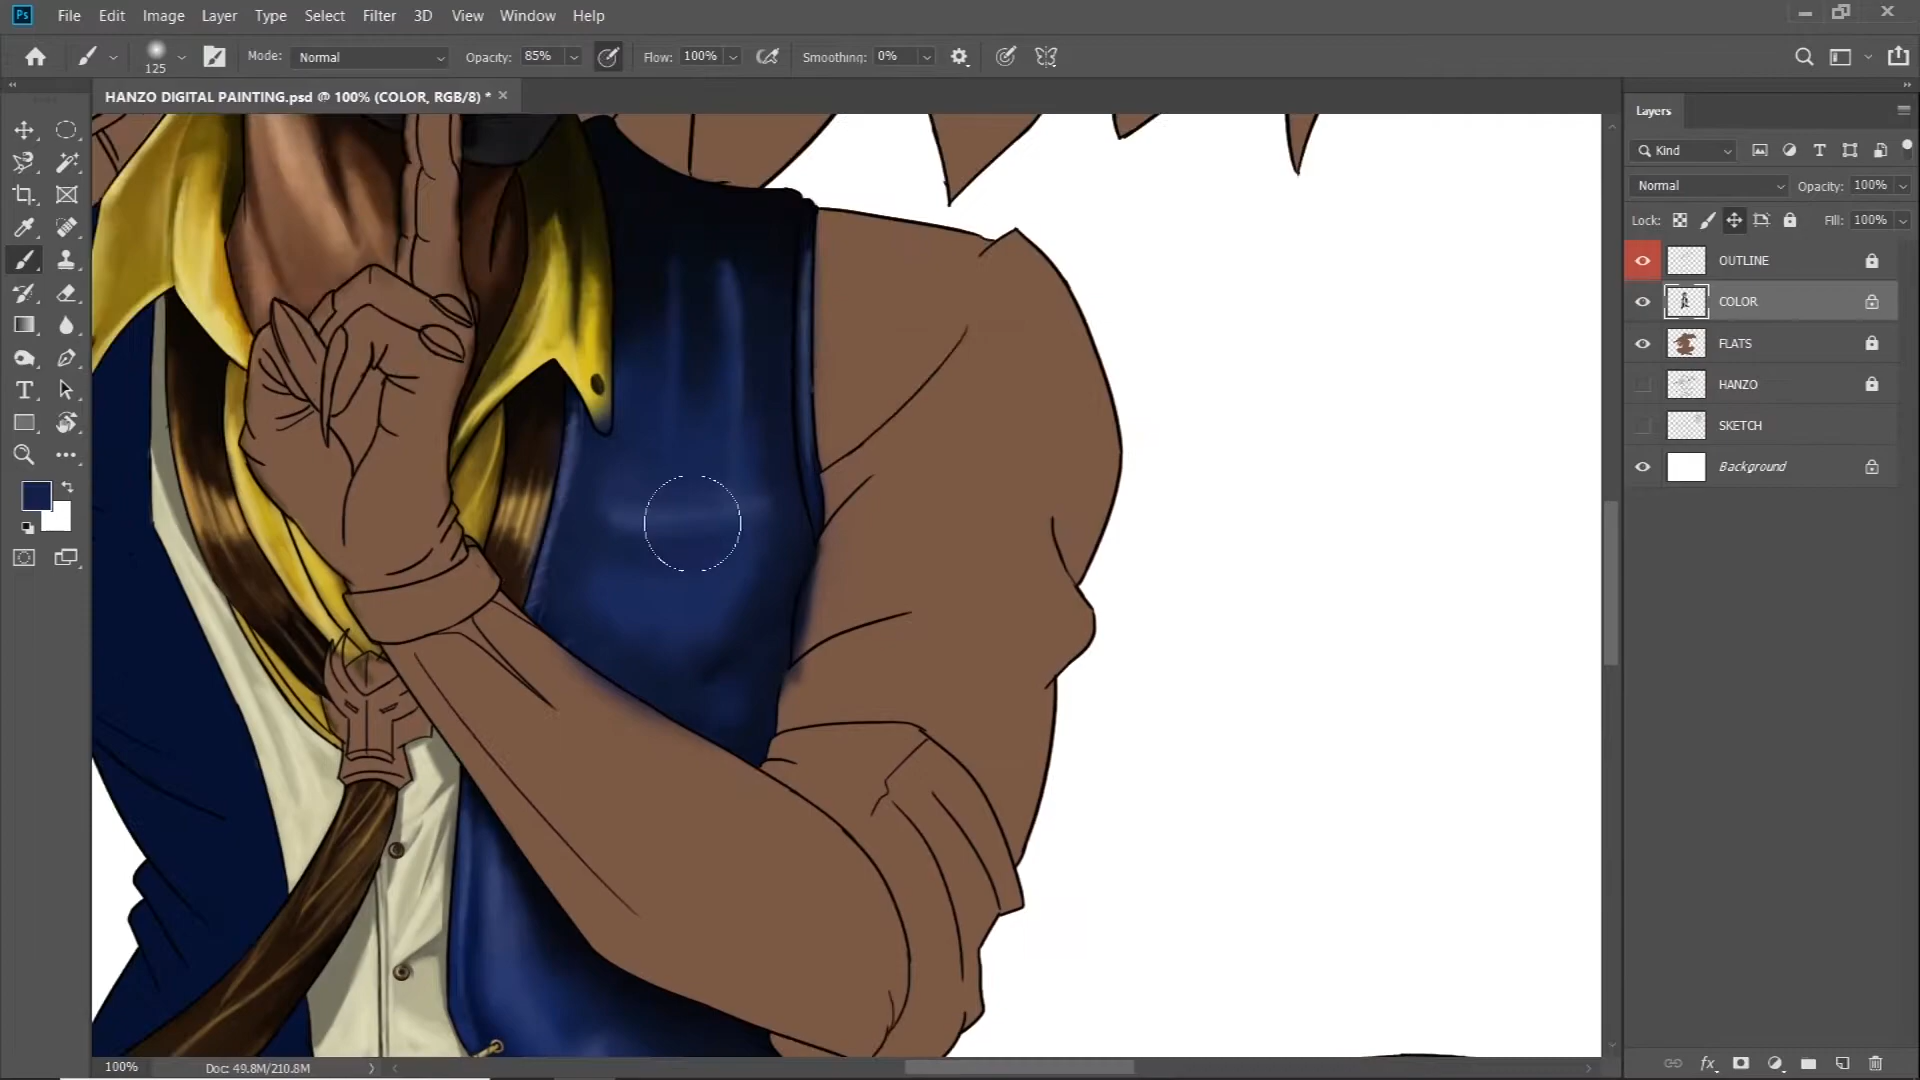 Ps File Edit Image Layer Type Select Filter 3D View Window Help
125 Mode: Normal Opacity: 85% Flow: 100% Smoothing: 0%
HANZO DIGITAL PAINTING.psd @ 100% (COLOR, RGB/8) *
Layers
Kind
Normal Opacity: 100%
Lock: Fill: 100%
OUTLINE
COLOR
FLATS
HANZO
SKETCH
Background
100% Doc: 49.8M/210.8M
fx